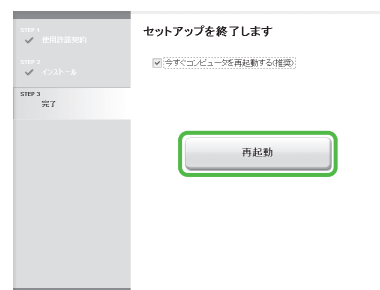 STEP 1
使用許諾契約
STEP 2
インストール
STEP 3
完了
セットアップを終了します
今すぐコンピュータを再起動する(推奨)
再起動